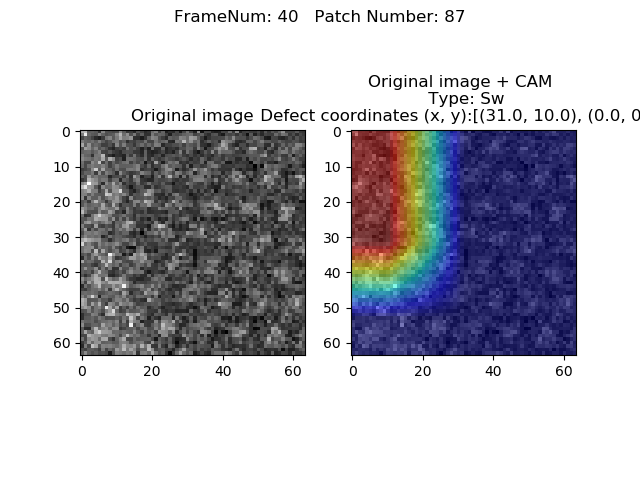 FrameNum: 40   Patch Number: 87
Original image + CAM
Type: Sw
Original image
Defect coordinates (x, y):[(31.0, 10.0), (0.0, 0
0
10
20
30
40
50
60
0 20 40 60
0
10
20
30
40
50
60
0 20 40 60